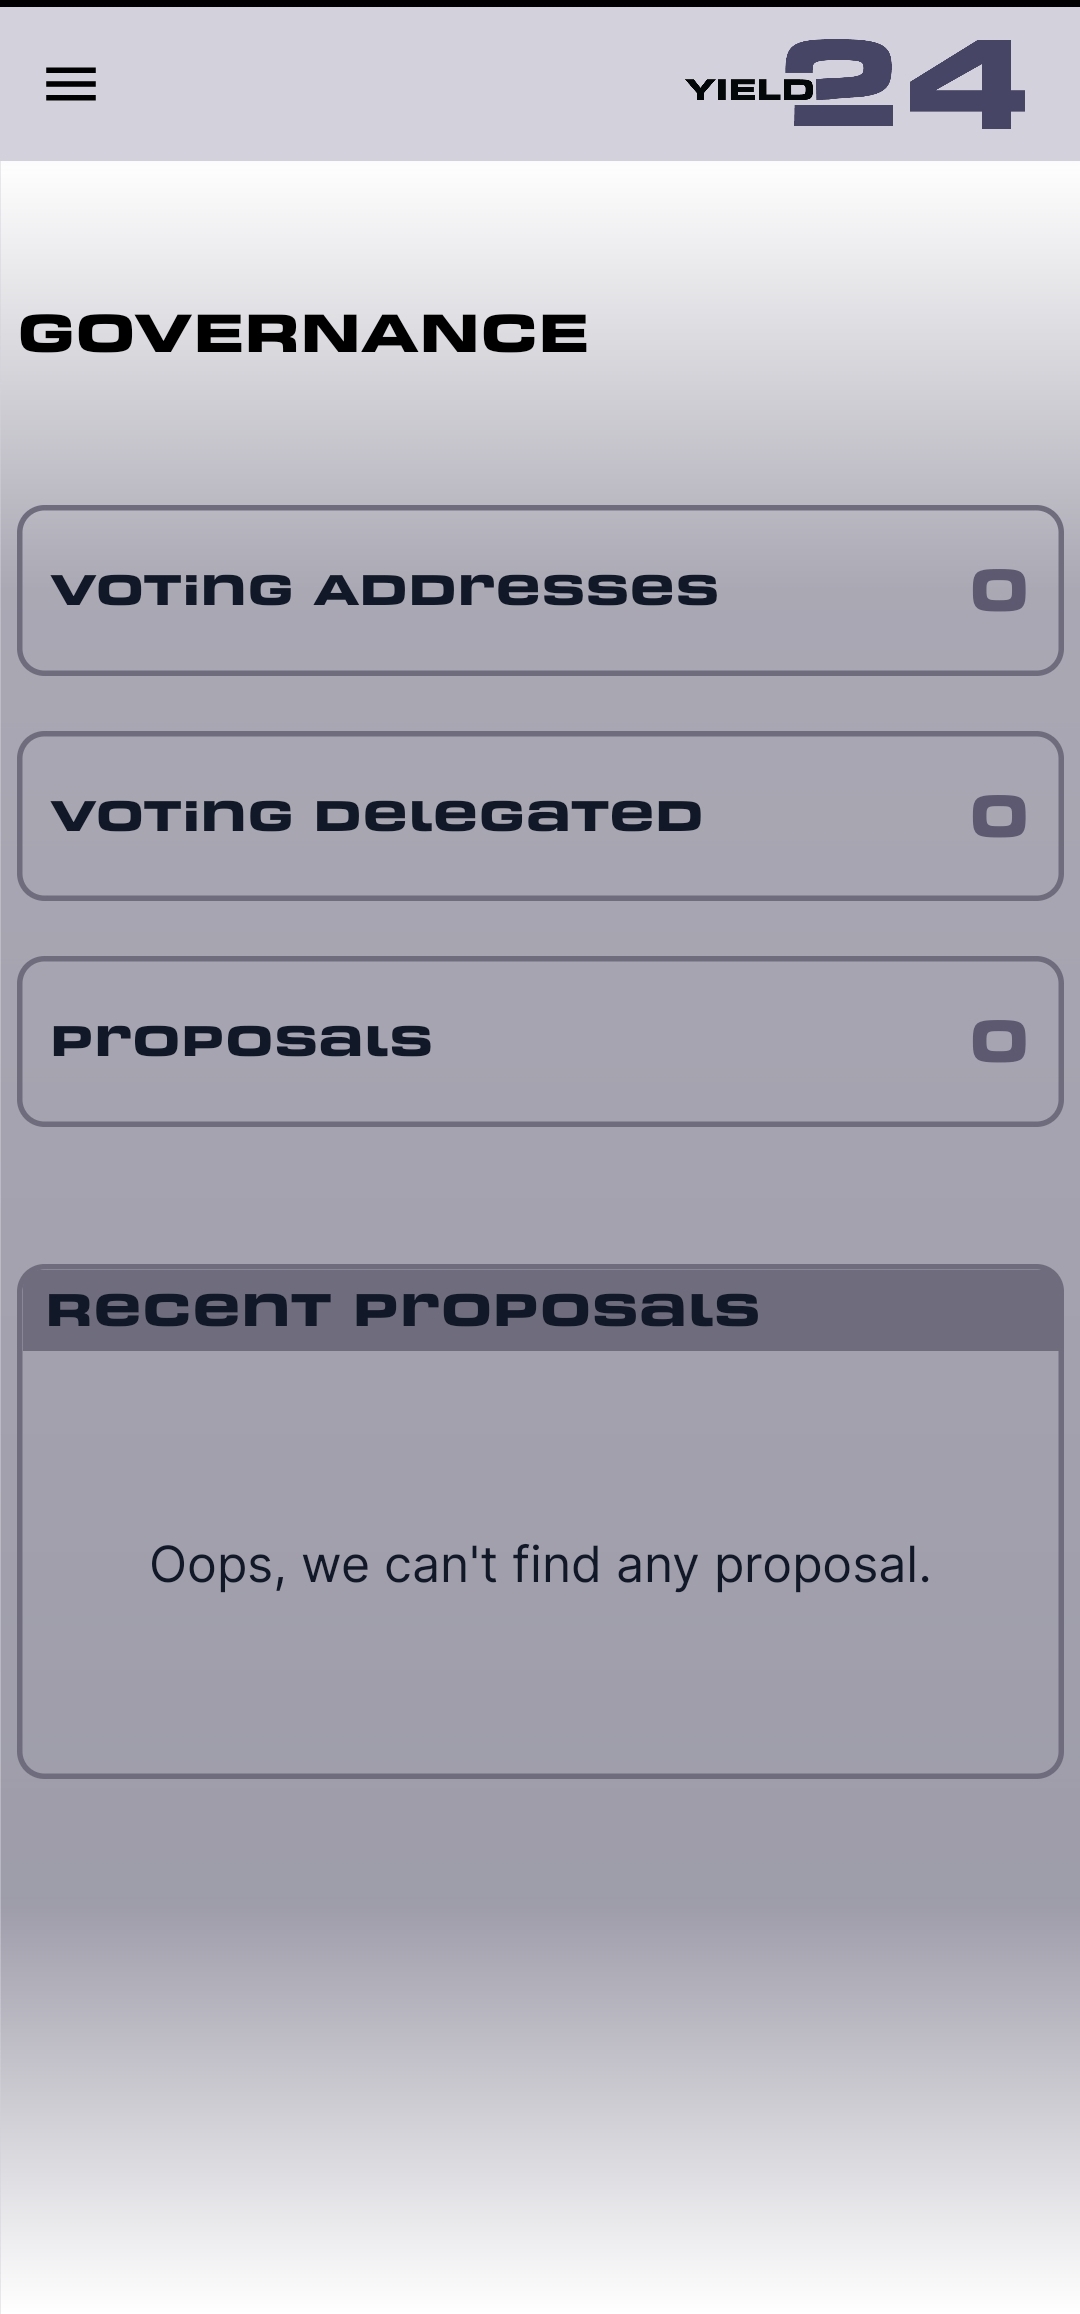 YIELD24
GOVERNANCE
VOTING ADDRESSES 0
VOTING DELEGATED 0
PROPOSALS 0
RECENT PROPOSALS
Oops, we can't find any proposal.